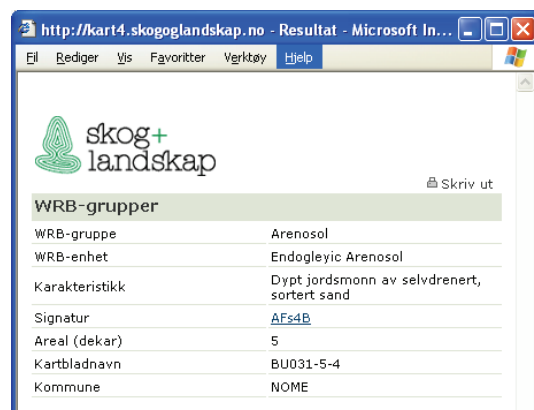 http://kart4.skogoglandskap.no - Resultat - Microsoft In...
Fil Rediger Vis Favoritter Verktøy Hjelp
skog+
landskap
Skriv ut
WRB-grupper
WRB-gruppe Arenosol
WRB-enhet Endogleyic Arenosol
Karakteristikk Dypt jordsmonn av selvdrenert,
sortert sand
Signatur AFs4B
Areal (dekar) 5
Kartbladnavn BU031-5-4
Kommune NOME